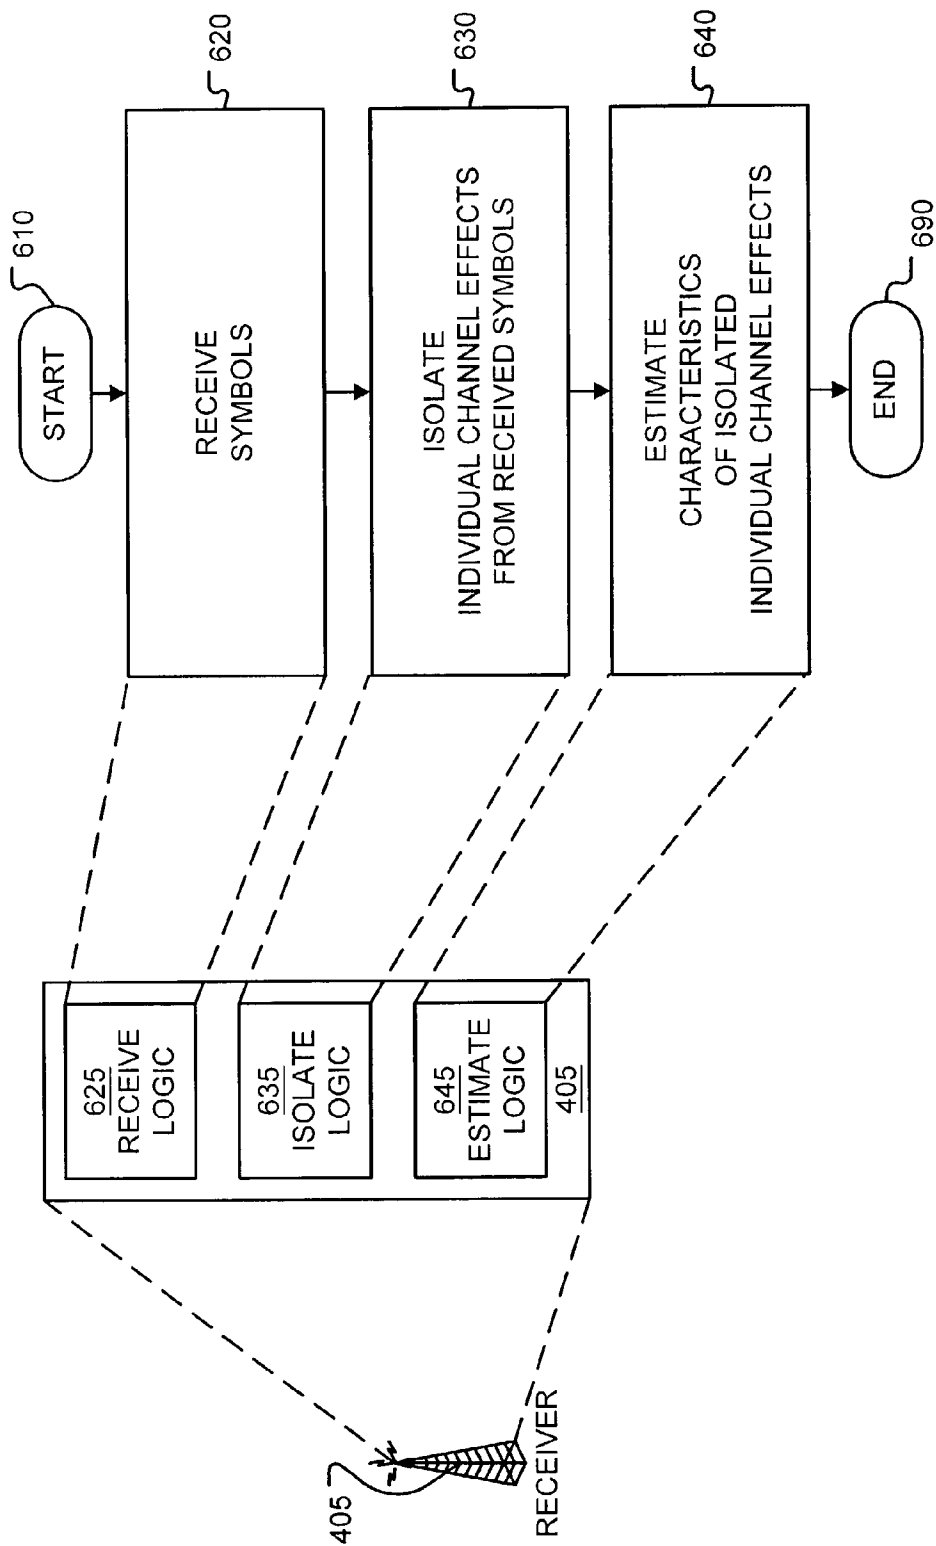 405
RECEIVER
625
RECEIVE
LOGIC
635
ISOLATE
LOGIC
645
ESTIMATE
LOGIC
405
START
610
RECEIVE
SYMBOLS
620
ISOLATE
INDIVIDUAL CHANNEL EFFECTS
FROM RECEIVED SYMBOLS
630
ESTIMATE
CHARACTERISTICS
OF ISOLATED
INDIVIDUAL CHANNEL EFFECTS
640
END
690